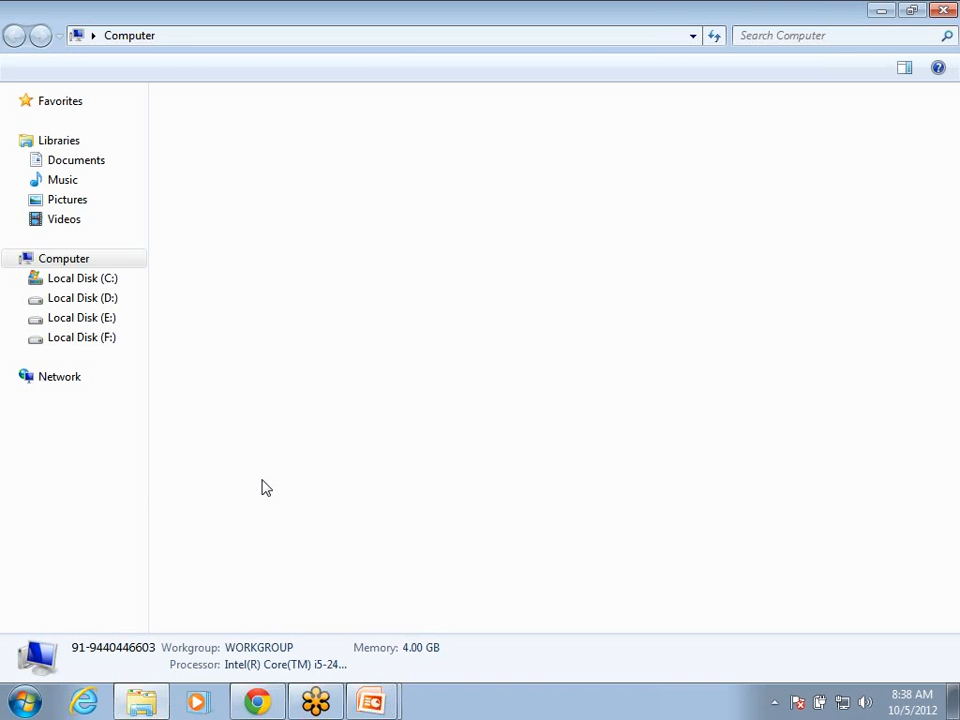 Computer
Search Computer
Favorites
Libraries
Documents
Music
Pictures
Videos
Computer
Local Disk (C:)
Local Disk (D:)
Local Disk (E:)
Local Disk (F:)
Network
91-9440446603 Workgroup: WORKGROUP Memory: 4.00 GB
Processor: Intel(R) Core(TM) i5-24...
8:38 AM
10/5/2012